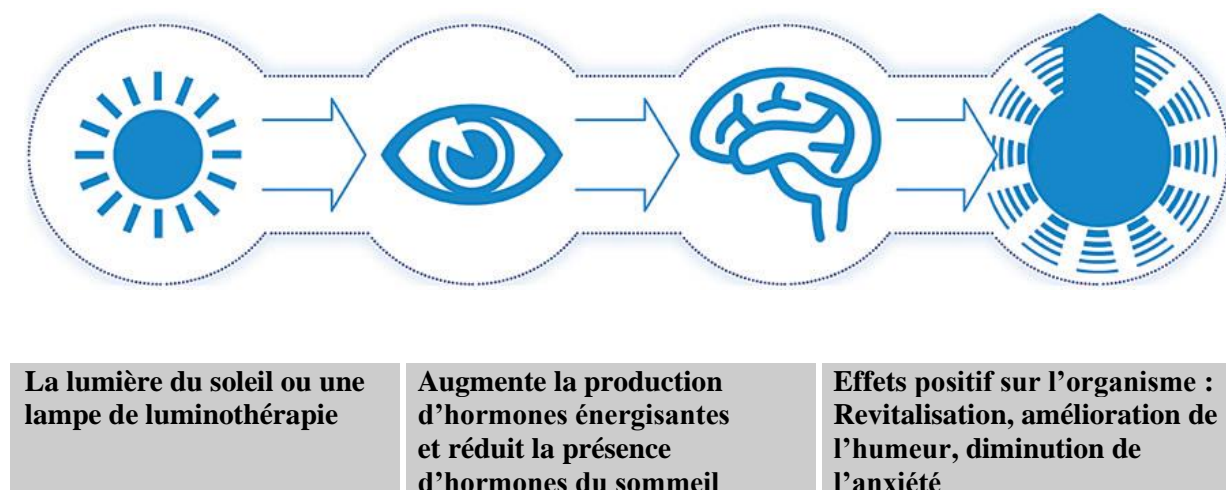 La lumière du soleil ou une
lampe de luminothérapie
Augmente la production
d'hormones énergisantes
et réduit la présence
d'hormones du sommeil
Effets positif sur l'organisme :
Revitalisation, amélioration de
l'humeur, diminution de
l'anxiété